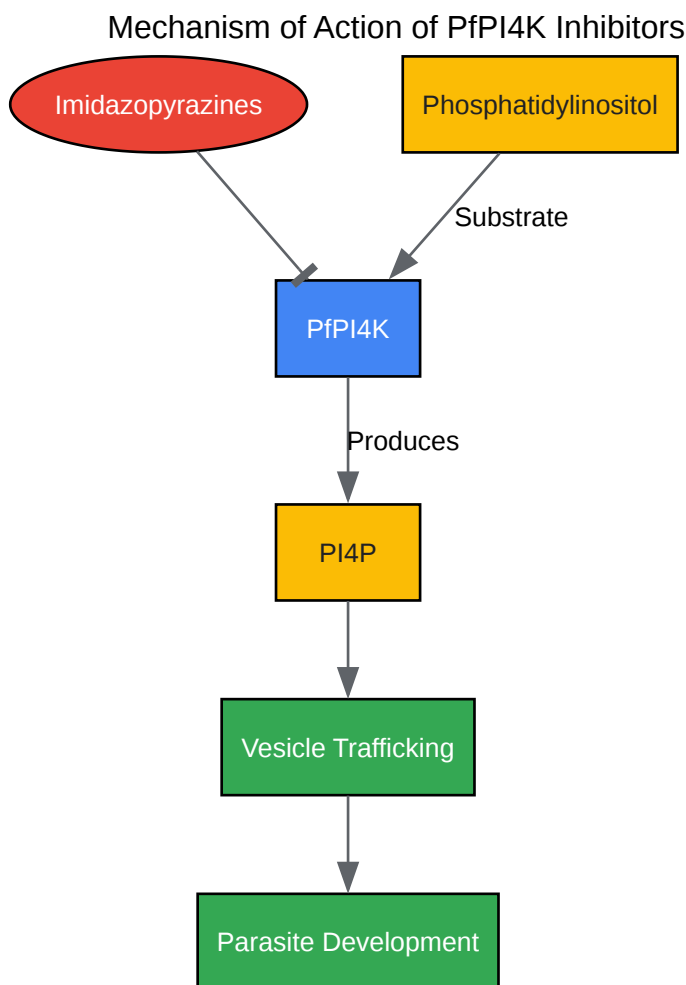 Mechanism of Action of PfPI4K Inhibitors
Imidazopyrazines
Phosphatidylinositol
Substrate
PfPI4K
Produces
PI4P
Vesicle Trafficking
Parasite Development